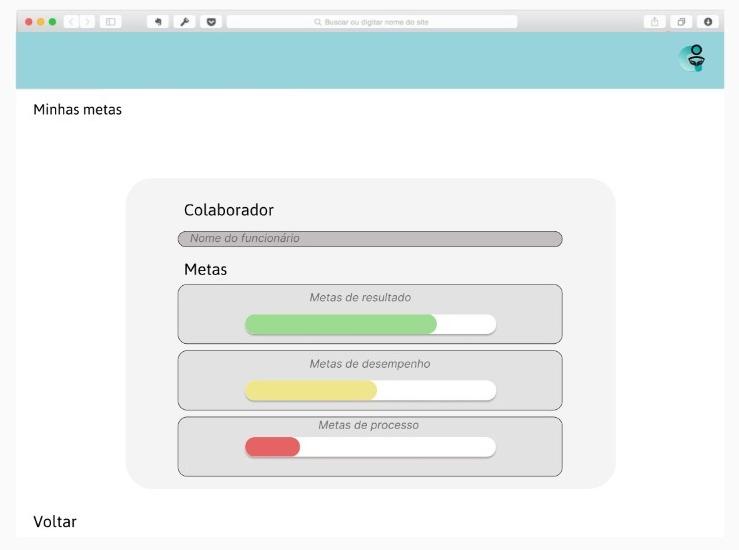 Buscar ou digitar nome do site
Minhas metas
Colaborador
Nome do funcionário
Metas
Metas de resultado
Metas de desempenho
Metas de processo
Voltar